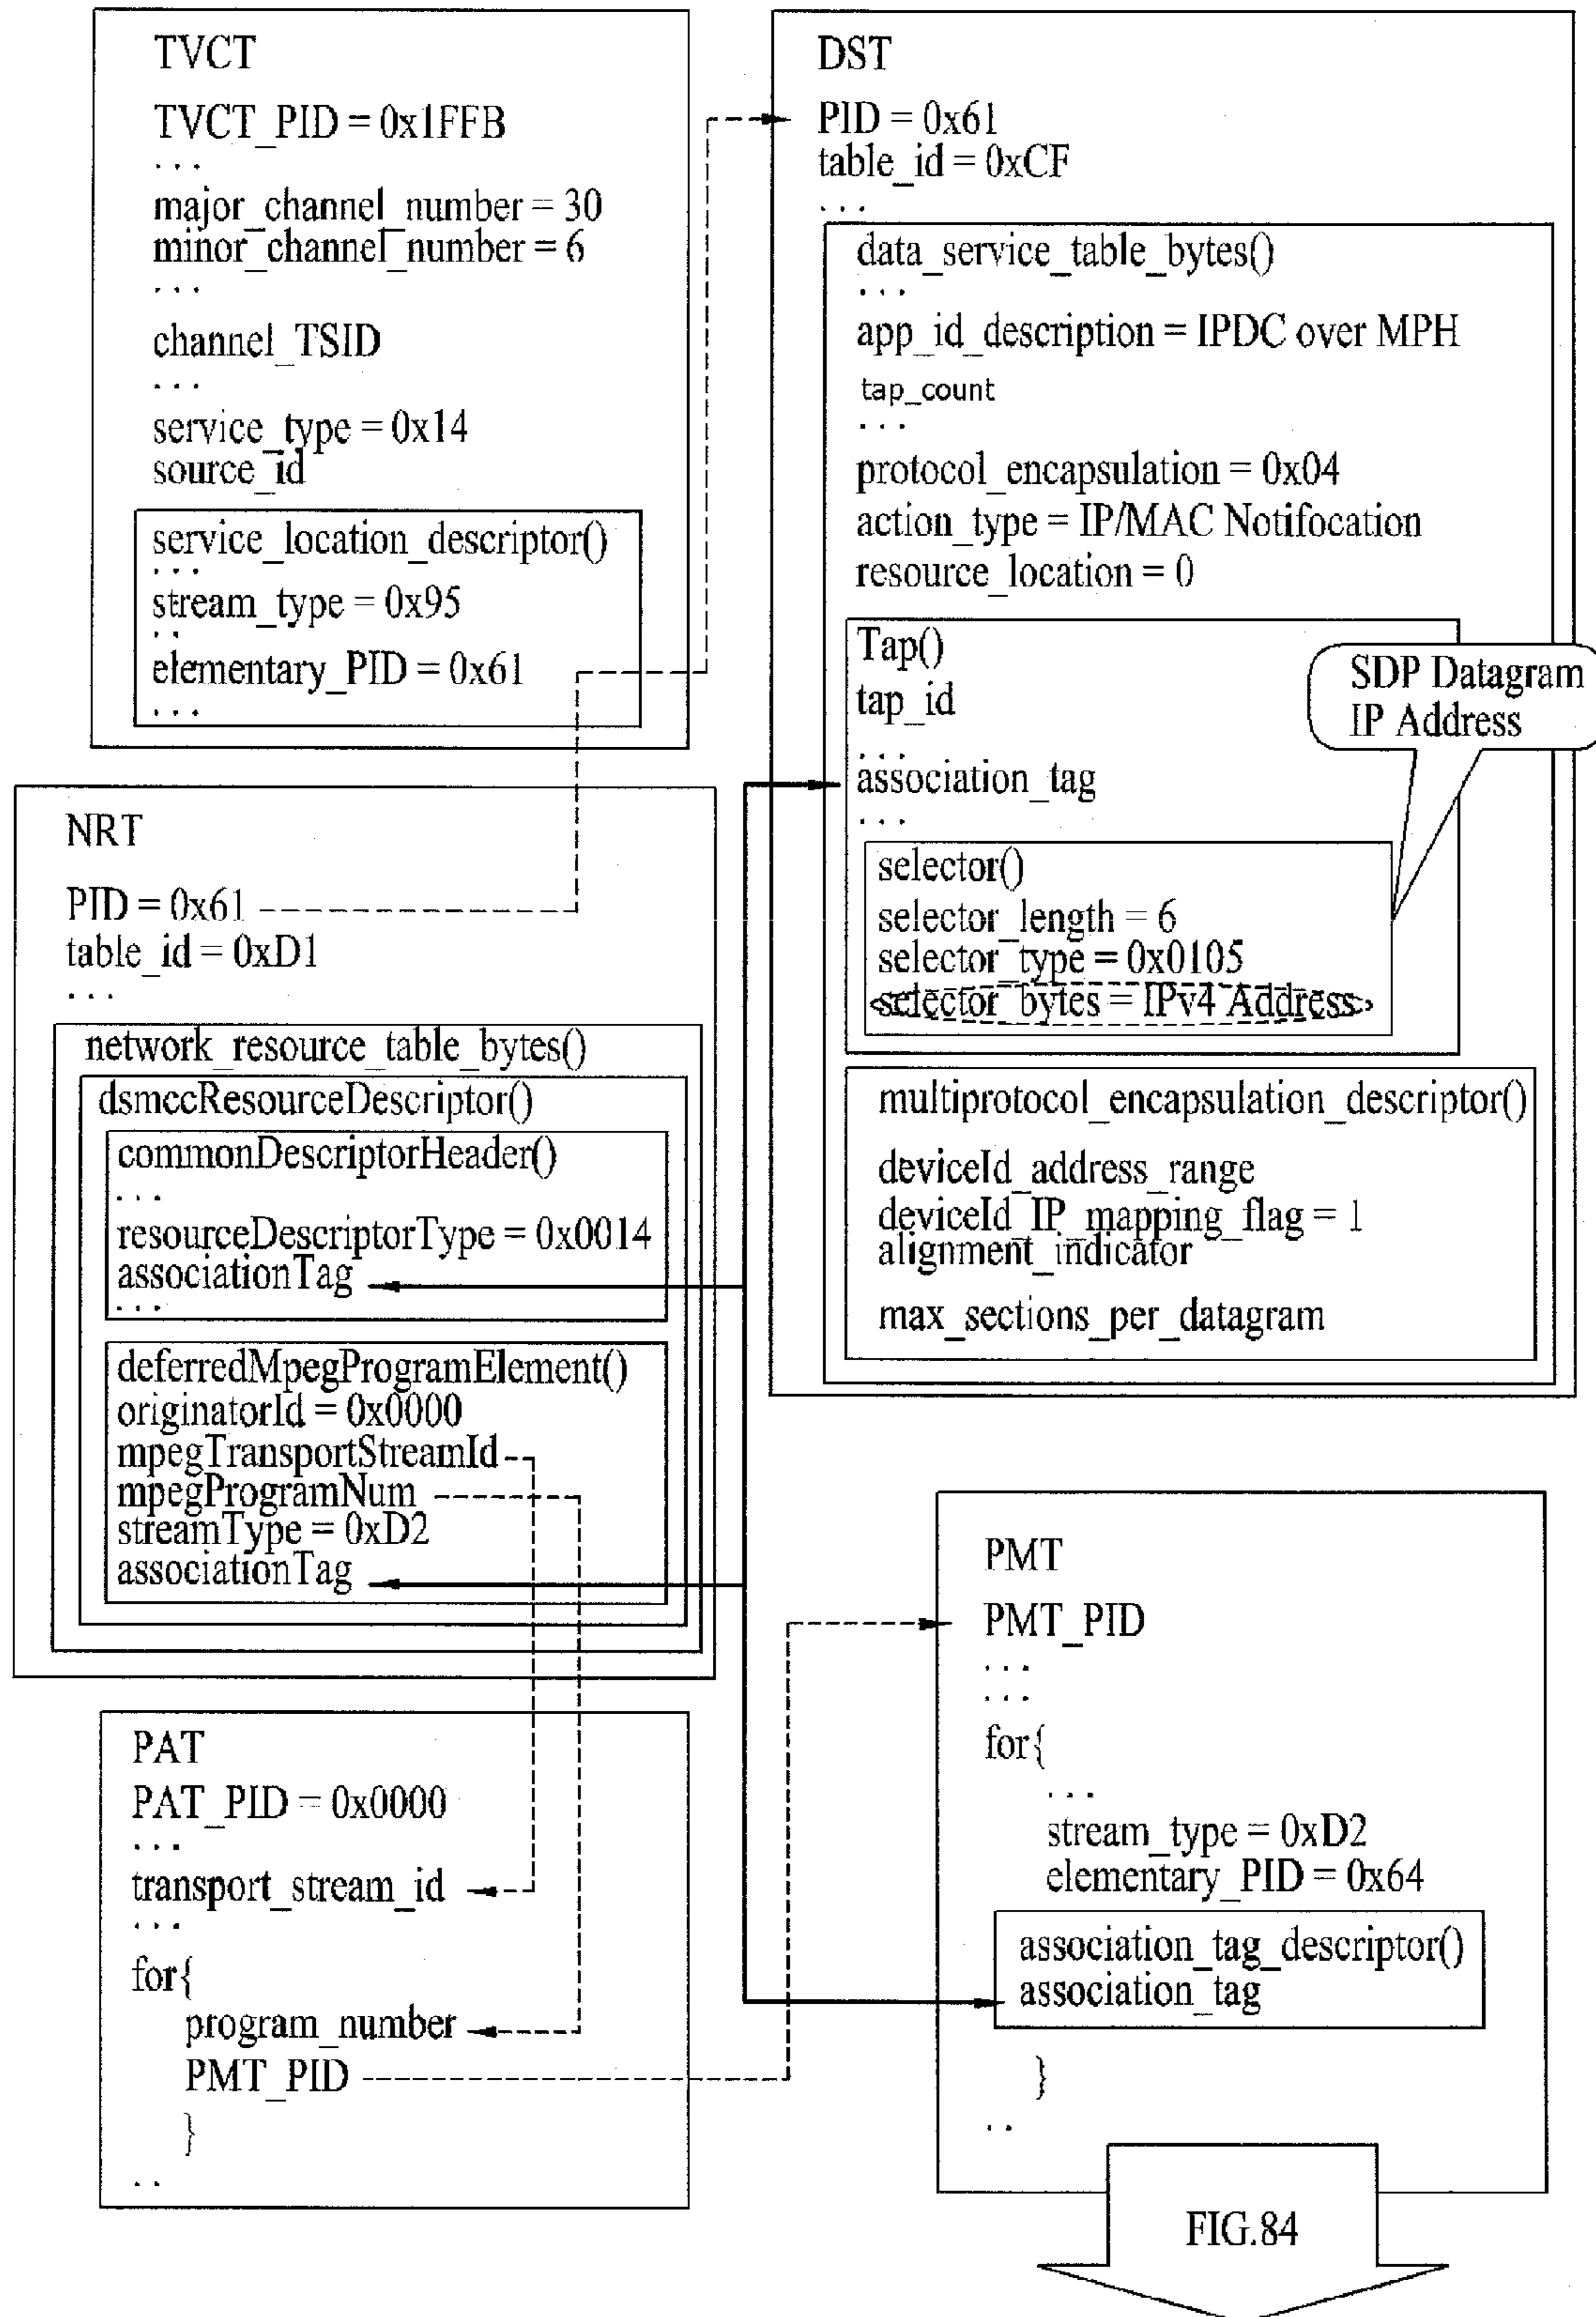 TVCT
TVCT_PID = 0x1FFB
...
major_channel_number = 30
minor_channel_number = 6
...
channel_TSID
...
service_type = 0x14
source_id
service_location_descriptor()
...
stream_type = 0x95
..
elementary_PID = 0x61
...
NRT
PID = 0x61
table_id = 0xD1
...
network_resource_table_bytes()
dsmccResourceDescriptor()
commonDescriptorHeader()
...
resourceDescriptorType = 0x0014
associationTag
...
deferredMpegProgramElement()
originatorId = 0x0000
mpegTransportStreamId
mpegProgramNum
streamType = 0xD2
associationTag
PAT
PAT_PID = 0x0000
...
transport_stream_id
...
for{
program_number
PMT_PID
}
..
DST
PID = 0x61
table_id = 0xCF
...
data_service_table_bytes()
...
app_id_description = IPDC over MPH
tap_count
...
protocol_encapsulation = 0x04
action_type = IP/MAC Notifocation
resource_location = 0
Tap()
tap_id
...
association_tag
...
selector()
selector_length = 6
selector_type = 0x0105
selector_bytes = IPv4 Address
SDP Datagram
IP Address
multiprotocol_encapsulation_descriptor()
deviceId_address_range
deviceId_IP_mapping_flag = 1
alignment_indicator
max_sections_per_datagram
PMT
PMT_PID
...
...
for{
...
stream_type = 0xD2
elementary_PID = 0x64
association_tag_descriptor()
association_tag
}
..
FIG.84